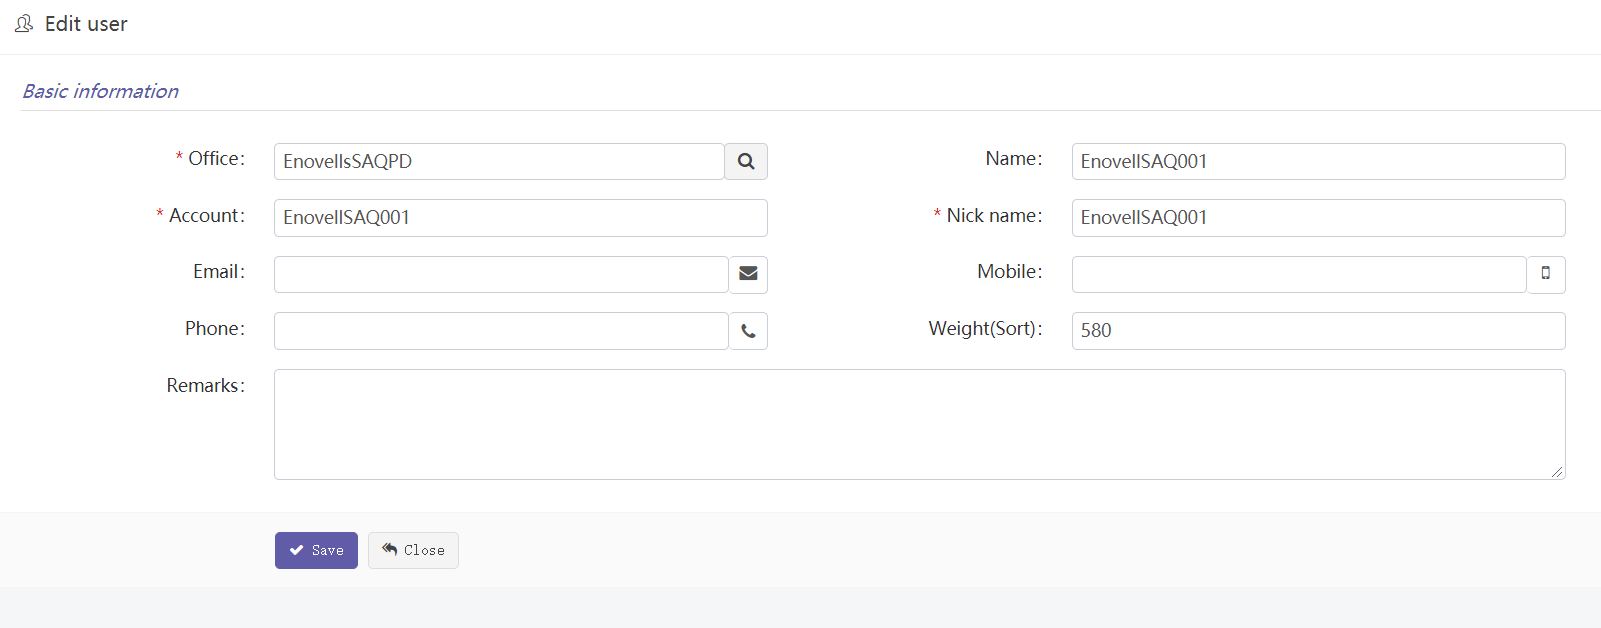 Edit user
Basic information
* Office: EnovellsSAQPD Name: EnovellSAQ001
* Account: EnovellSAQ001 * Nick name: EnovellSAQ001
Email: Mobile:
Phone: Weight(Sort): 580
Remarks:
Save Close